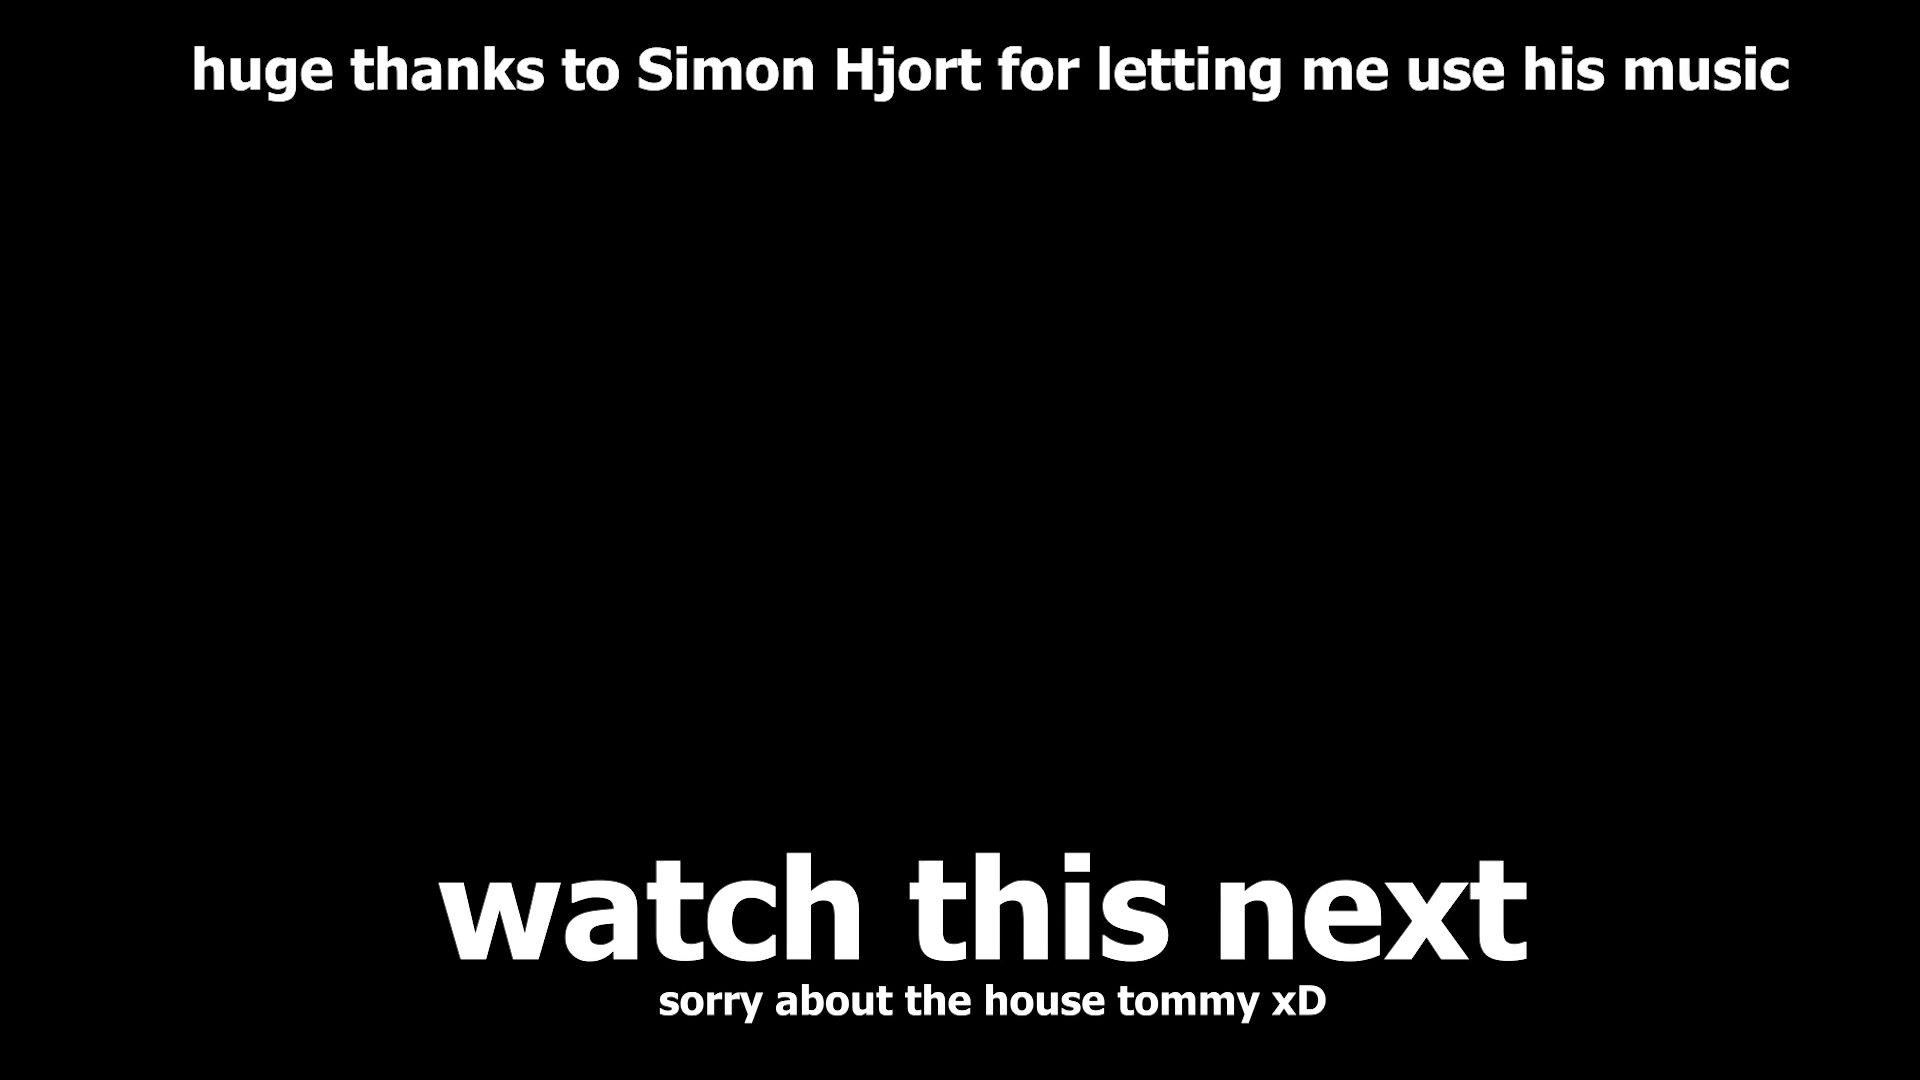 huge thanks to Simon Hjort for letting me use his music
watch this next
sorry about the house tommy xD